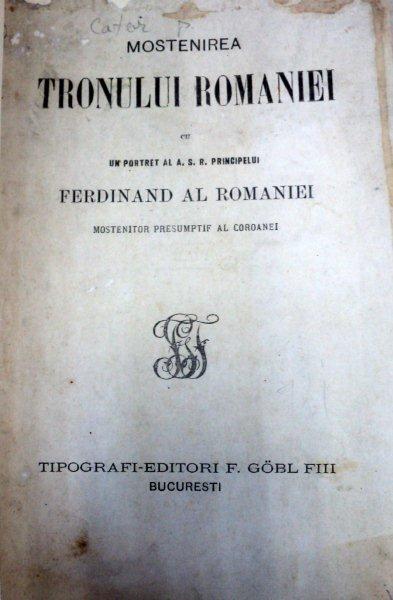 MOSTENIREA
TRONULUI ROMANIEI
cu
UN PORTRET AL A. S. R. PRINCIPELUI
FERDINAND AL ROMANIEI
MOSTENITOR PRESUMPTIF AL COROANEI
TIPOGRAFI-EDITORI F. GÖBL FIII
BUCURESTI